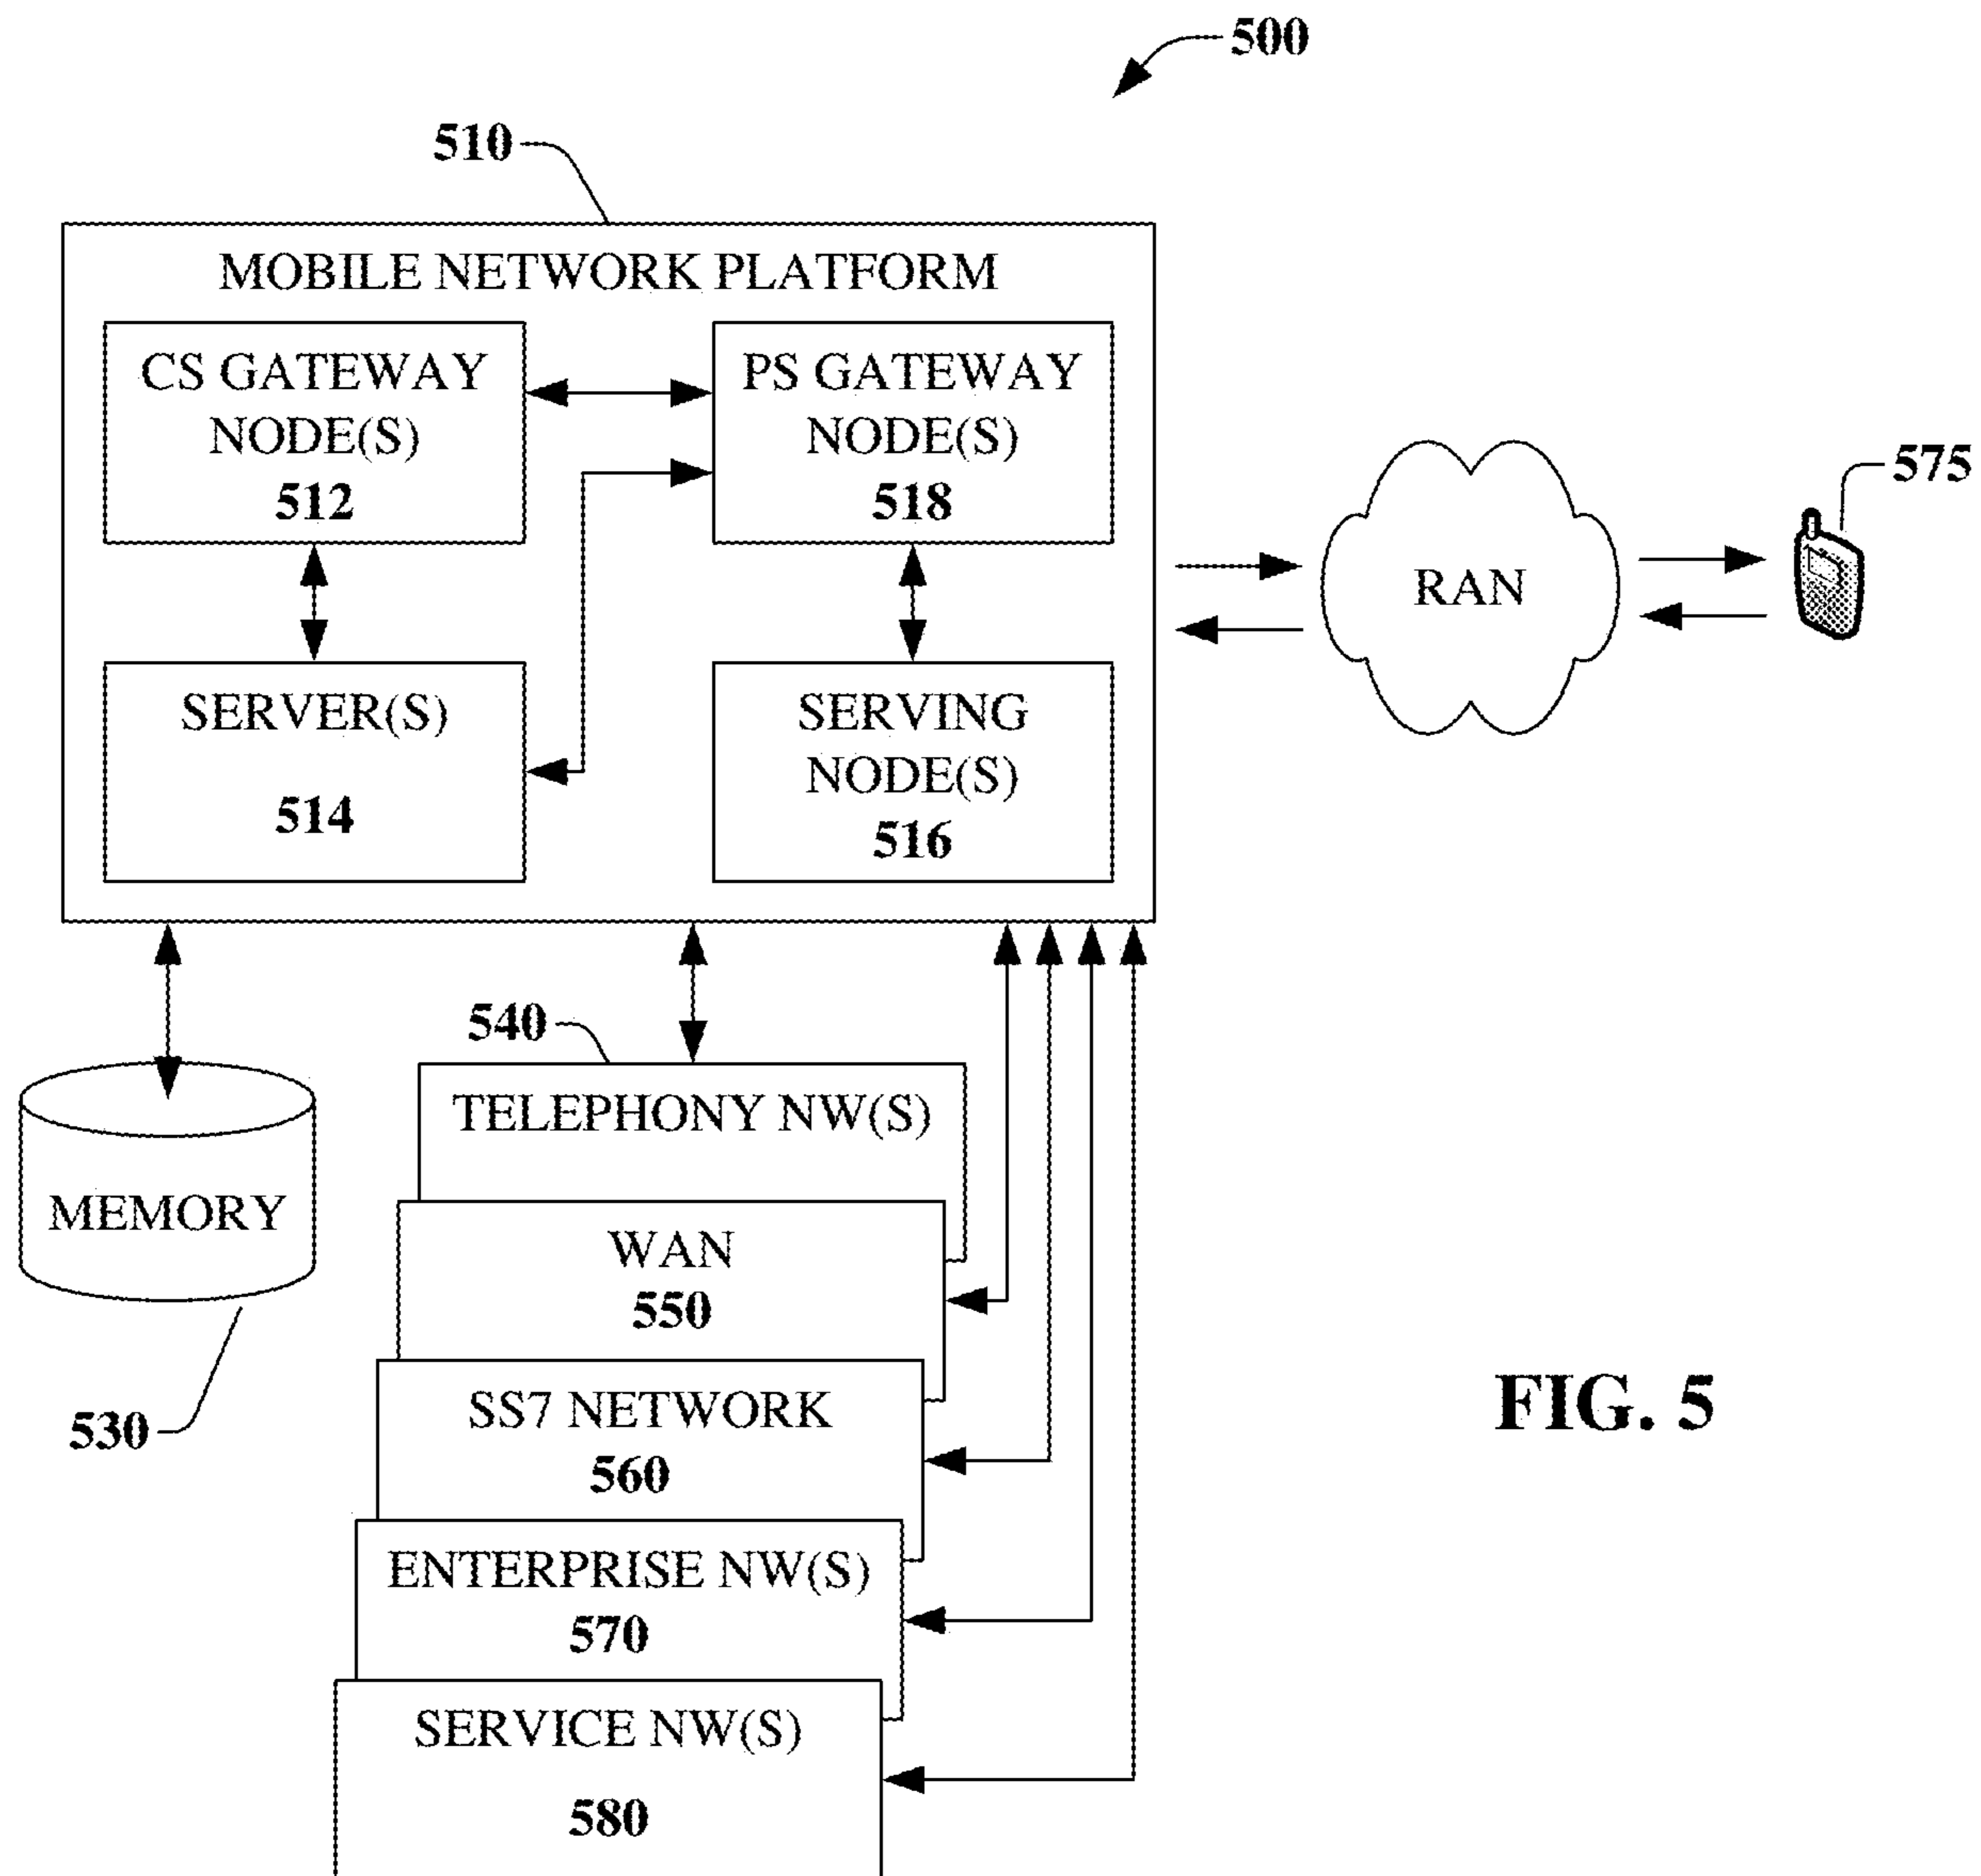 500
510
MOBILE NETWORK PLATFORM
CS GATEWAY
NODE(S)
512
PS GATEWAY
NODE(S)
518
SERVER(S)
514
SERVING
NODE(S)
516
RAN
575
540
TELEPHONY NW(S)
MEMORY
530
WAN
550
SS7 NETWORK
560
ENTERPRISE NW(S)
570
SERVICE NW(S)
580
FIG. 5